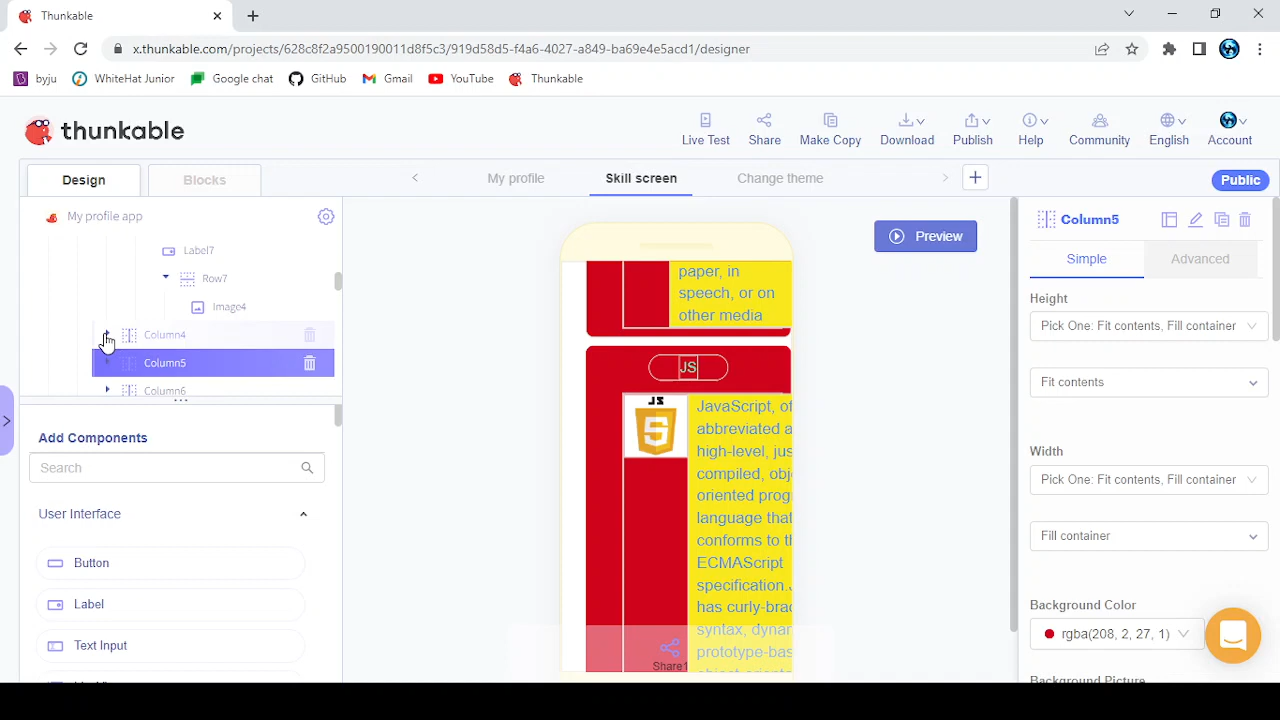 Thunkable
x.thunkable.com/projects/628c8f2a9500190011d8f5c3/919d58d5-f4a6-4027-a849-ba69e4e5acd1/designer
byju WhiteHat Junior Google chat GitHub Gmail YouTube Thunkable
thunkable
Live Test Share Make Copy Download Publish Help Community English Account
Design Blocks My profile Skill screen Change theme Public
My profile app
Label7
Row7
Image4
Column4
Column5
Column6
Add Components
Search
User Interface
Button
Label
Text Input
Preview
paper, in
speech, or on
other media
JS
JS
JavaScript, of
abbreviated a
high-level, jus
compiled, obj
oriented prog
language that
conforms to th
ECMAScript
specification.J
has curly-brac
syntax, dynar
prototype-bas
Share1
Column5
Simple Advanced
Height
Pick One: Fit contents, Fill container
Fit contents
Width
Pick One: Fit contents, Fill container
Fill container
Background Color
rgba(208, 2, 27, 1)
Background Picture